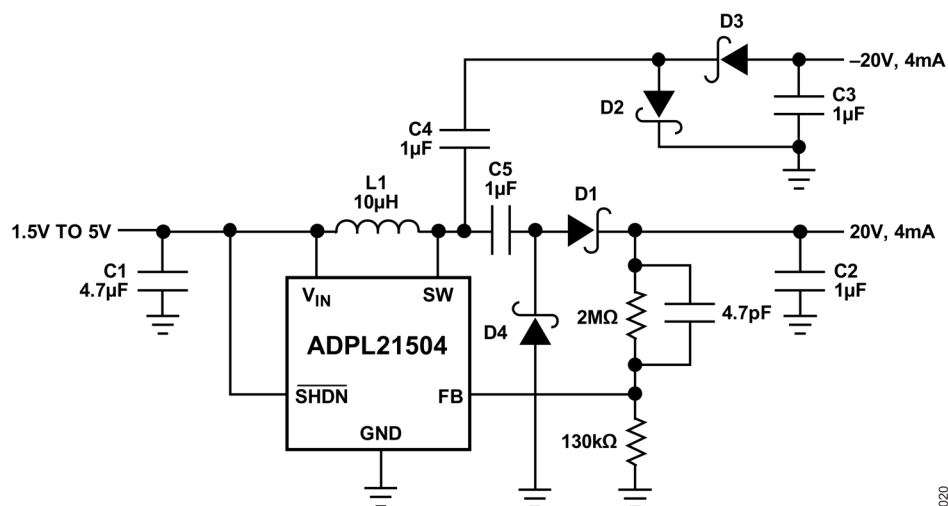 D3
–20V, 4mA
D2
C3
1µF
C4
1µF
C5
1µF
L1
10µH
D1
1.5V TO 5V
20V, 4mA
C1
4.7µF
VIN
SW
C2
1µF
2MΩ
4.7pF
D4
ADPL21504
SHDN
FB
GND
130kΩ
020